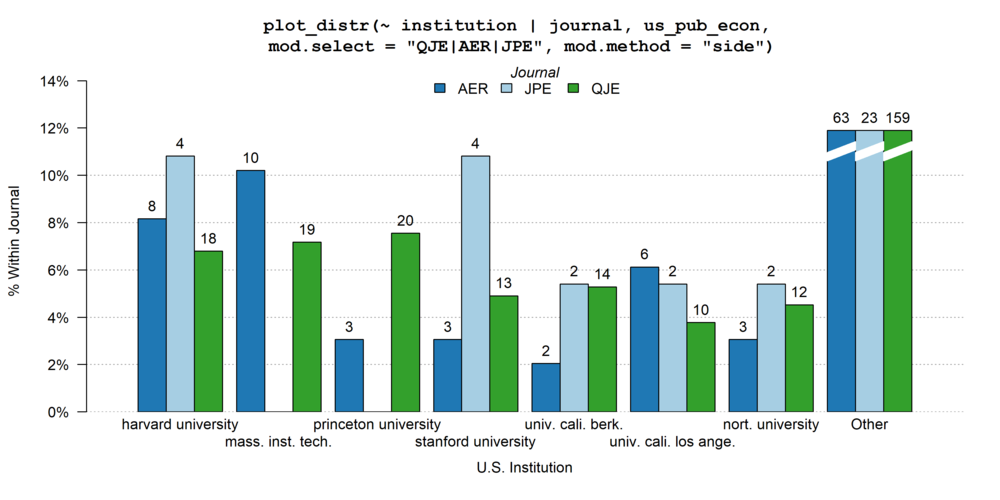 plot_distr(~ institution | journal, us_pub_econ,
mod.select = "QJE|AER|JPE", mod.method = "side")
Journal
AER JPE QJE
% Within Journal
14%
12%
10%
8%
6%
4%
2%
0%
8 4 18
10 19
3 20
3 4 13
2 2 14
6 2 10
3 2 12
63 23 159
harvard university
mass. inst. tech.
princeton university
stanford university
univ. cali. berk.
univ. cali. los ange.
nort. university
Other
U.S. Institution